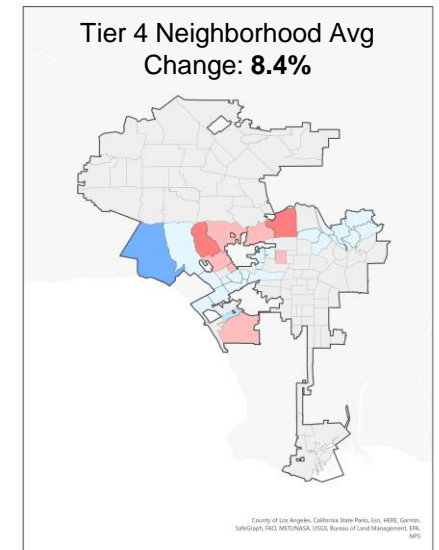 Tier 4 Neighborhood Avg
Change: 8.4%
County of Los Angeles, California State Parks, Esri, HERE, Garmin,
SafeGraph, FAO, METI/NASA, USGS, Bureau of Land Management, EPA,
NPS